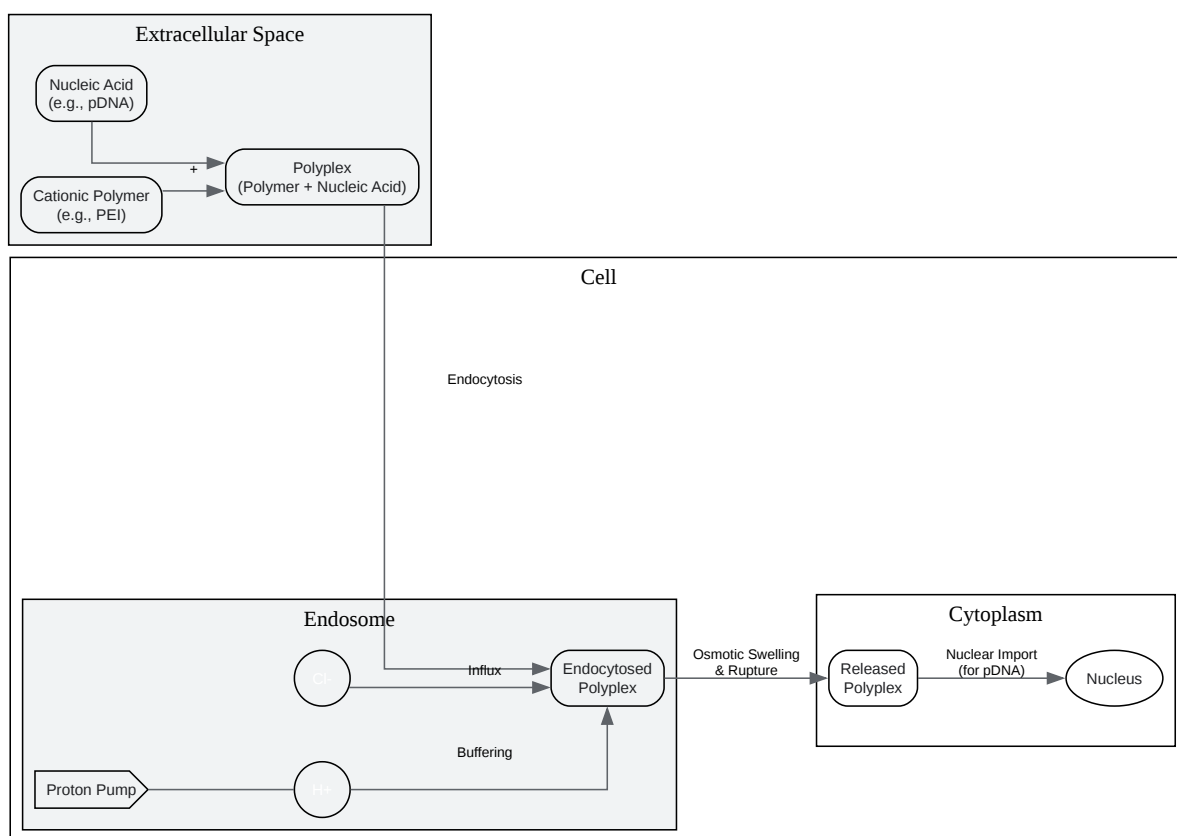 Extracellular Space
Nucleic Acid
(e.g., pDNA)
+
Polyplex
(Polymer + Nucleic Acid)
Cationic Polymer
(e.g., PEI)
Cell
Endocytosis
Endosome
Cl-
Influx
Endocytosed
Polyplex
Osmotic Swelling
& Rupture
Buffering
Proton Pump
H+
Cytoplasm
Released
Polyplex
Nuclear Import
(for pDNA)
Nucleus